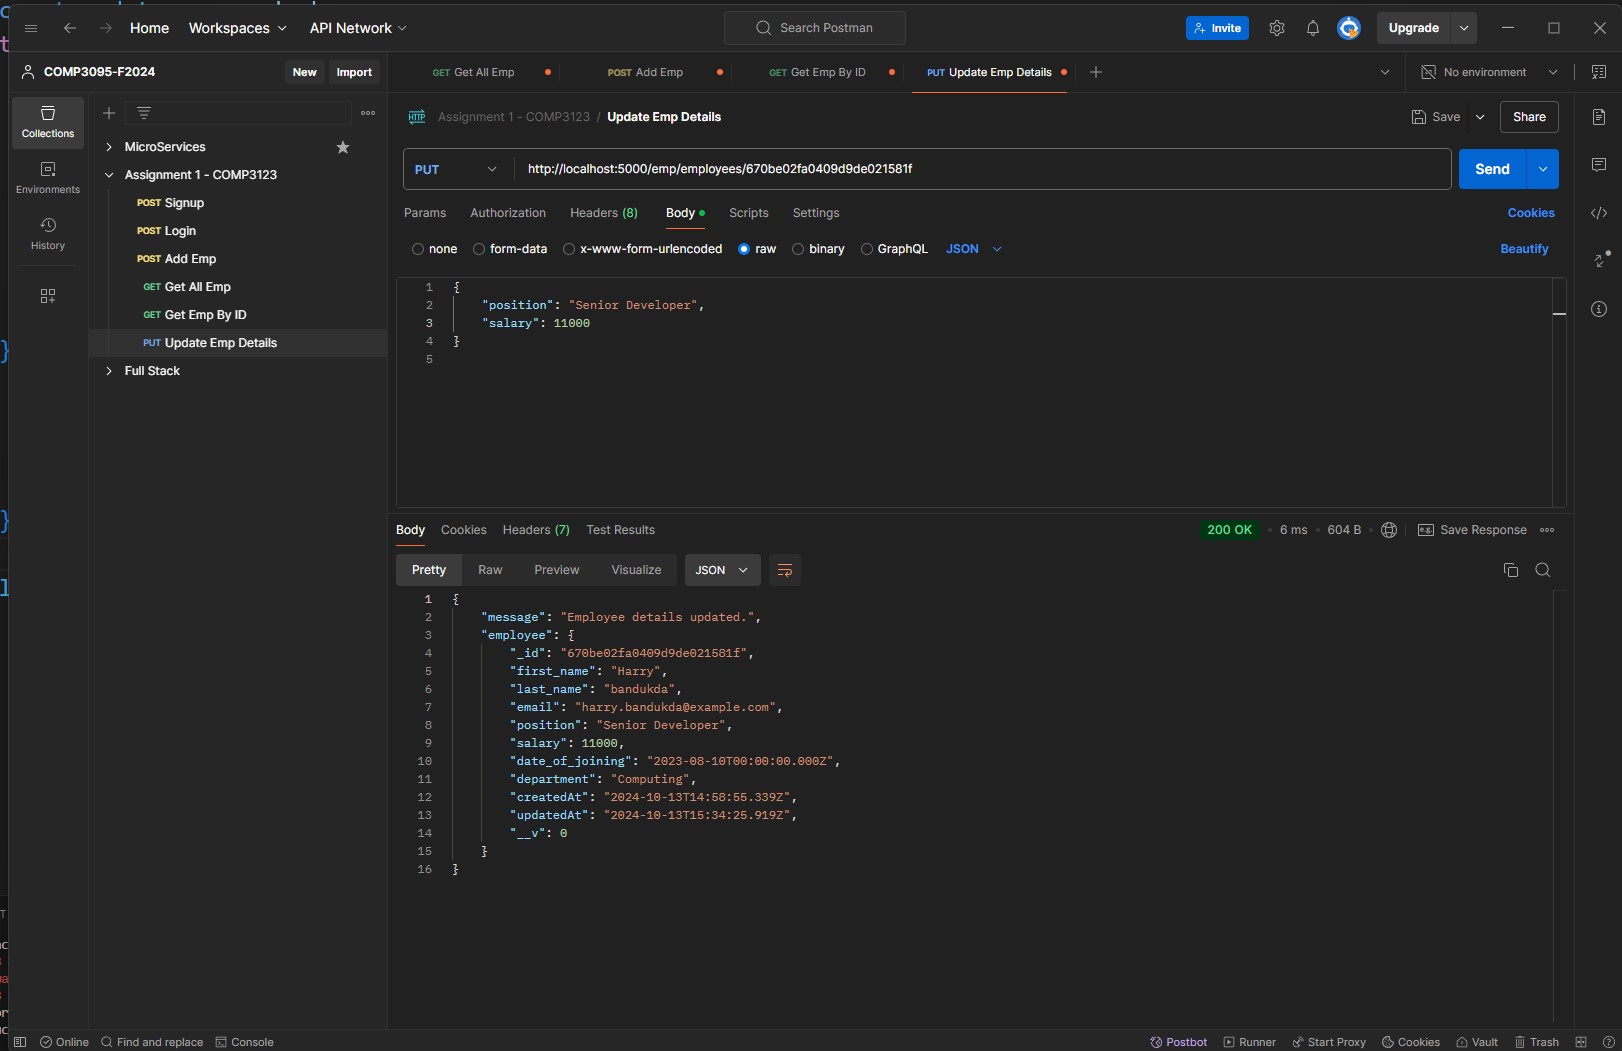 Home
Workspaces
API Network
Search Postman
Invite
Upgrade
COMP3095-F2024
New
Import
GET Get All Emp
POST Add Emp
GET Get Emp By ID
PUT Update Emp Details
No environment
Collections
Environments
History
MicroServices
Assignment 1 - COMP3123
POST Signup
POST Login
POST Add Emp
GET Get All Emp
GET Get Emp By ID
PUT Update Emp Details
Full Stack
HTTP Assignment 1 - COMP3123 / Update Emp Details
Save
Share
PUT
http://localhost:5000/emp/employees/670be02fa0409d9de021581f
Send
Params Authorization Headers (8) Body Scripts Settings
Cookies
none form-data x-www-form-urlencoded raw binary GraphQL JSON
Beautify
1 {
2 "position": "Senior Developer",
3 "salary": 11000
4 }
5
Body Cookies Headers (7) Test Results
200 OK 6 ms 604 B
e.g. Save Response
Pretty Raw Preview Visualize JSON
1 {
2 "message": "Employee details updated.",
3 "employee": {
4 "_id": "670be02fa0409d9de021581f",
5 "first_name": "Harry",
6 "last_name": "bandukda",
7 "email": "harry.bandukda@example.com",
8 "position": "Senior Developer",
9 "salary": 11000,
10 "date_of_joining": "2023-08-10T00:00:00.000Z",
11 "department": "Computing",
12 "createdAt": "2024-10-13T14:58:55.339Z",
13 "updatedAt": "2024-10-13T15:34:25.919Z",
14 "__v": 0
15 }
16 }
Online
Find and replace
Console
Postbot
Runner
Start Proxy
Cookies
Vault
Trash